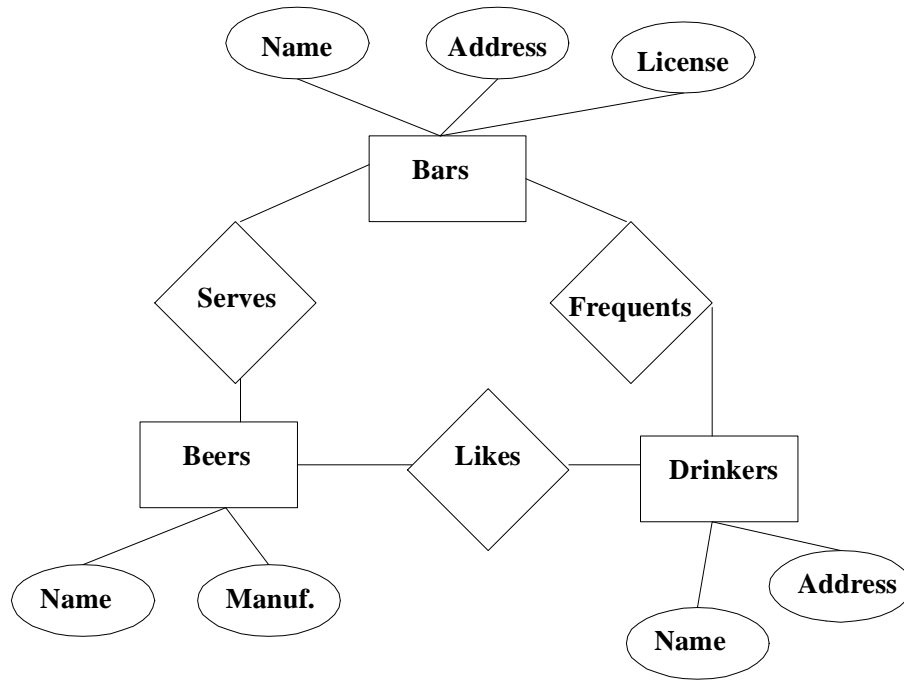 Name
Address
License
Bars
Serves
Frequents
Beers
Likes
Drinkers
Name
Manuf.
Address
Name